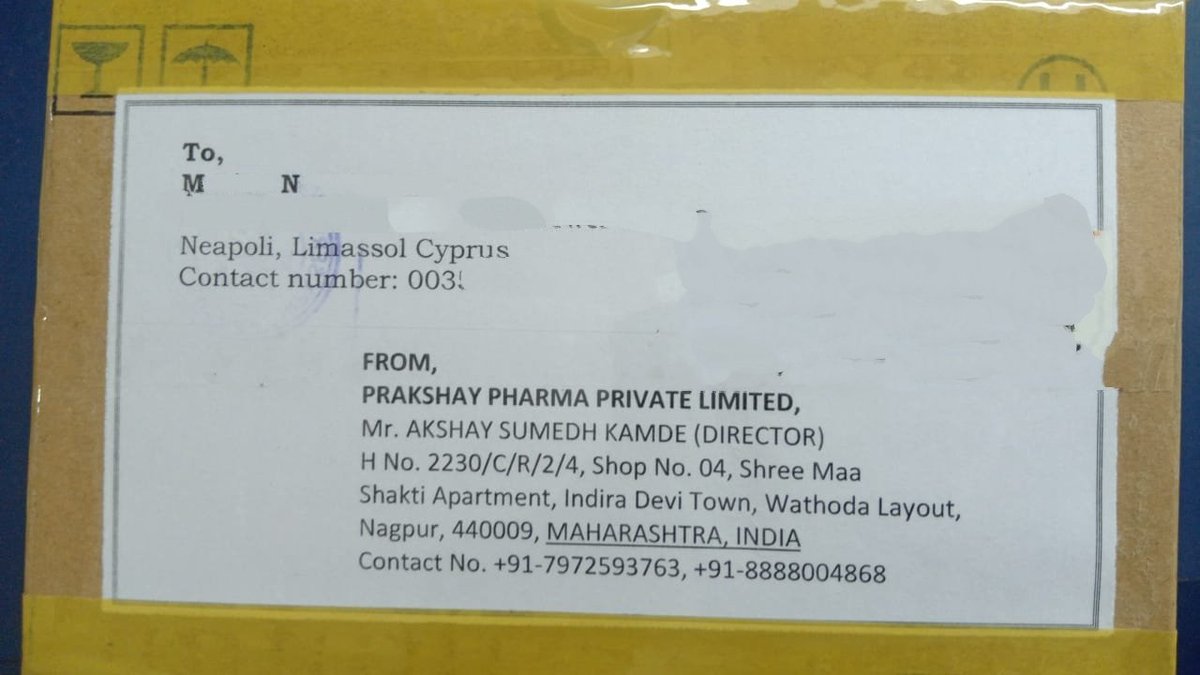 To,
M N
Neapoli, Limassol Cyprus
Contact number: 003
FROM,
PRAKSHAY PHARMA PRIVATE LIMITED,
Mr. AKSHAY SUMEDH KAMDE (DIRECTOR)
H No. 2230/C/R/2/4, Shop No. 04, Shree Maa
Shakti Apartment, Indira Devi Town, Wathoda Layout,
Nagpur, 440009, MAHARASHTRA, INDIA
Contact No. +91-7972593763, +91-8888004868